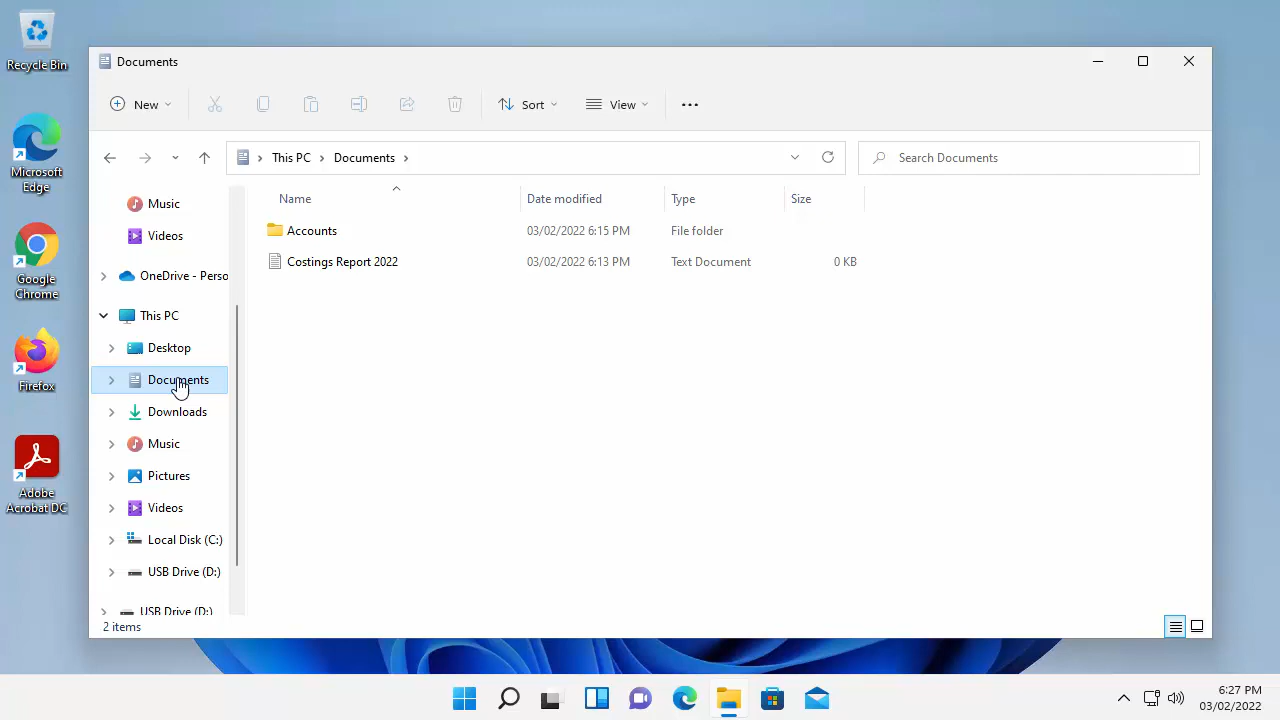 Recycle Bin
Microsoft
Edge
Google
Chrome
Firefox
Adobe
Acrobat DC
Documents
New
Sort
View
This PC
Documents
Search Documents
Music
Videos
OneDrive - Perso
This PC
Desktop
Documents
Downloads
Music
Pictures
Videos
Local Disk (C:)
USB Drive (D:)
USB Drive (D:)
Name Date modified Type Size
Accounts 03/02/2022 6:15 PM File folder
Costings Report 2022 03/02/2022 6:13 PM Text Document 0 KB
2 items
6:27 PM
03/02/2022